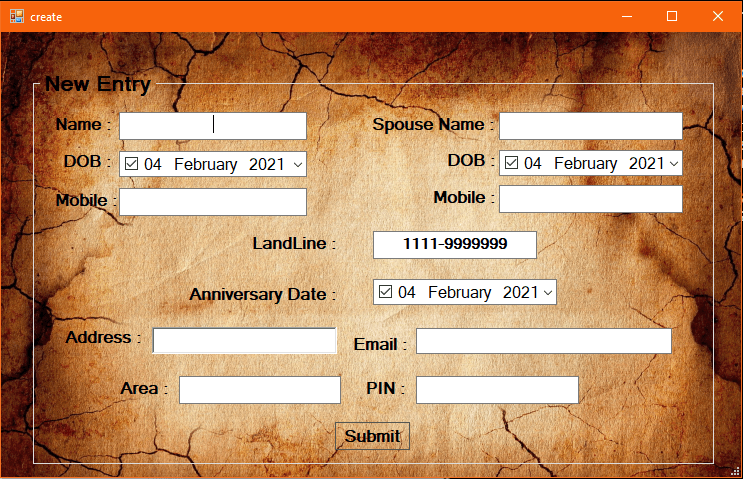 create
New Entry
Name :
Spouse Name :
DOB : 04 February 2021
DOB : 04 February 2021
Mobile :
Mobile :
LandLine : 1111-9999999
Anniversary Date : 04 February 2021
Address :
Email :
Area :
PIN :
Submit